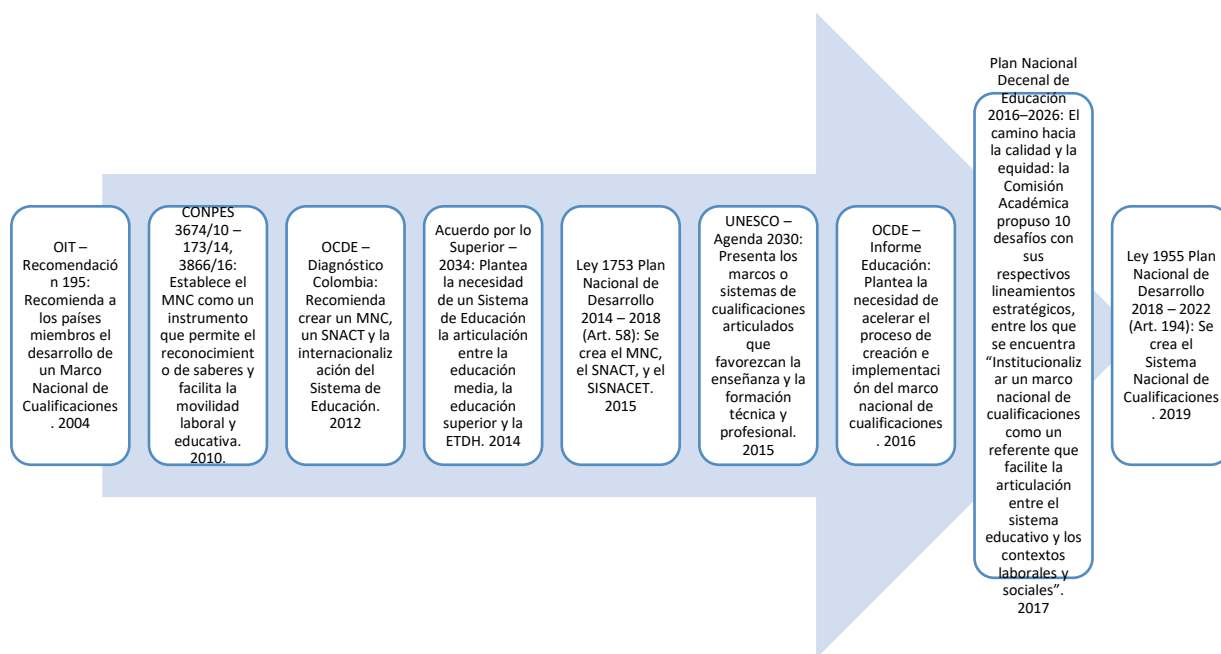 OIT –
Recomendació
n 195:
Recomienda a
los países
miembros el
desarrollo de
un Marco
Nacional de
Cualificaciones
. 2004
CONPES
3674/10 –
173/14,
3866/16:
Establece el
MNC como un
instrumento
que permite el
reconocimient
o de saberes y
facilita la
movilidad
laboral y
educativa.
2010.
OCDE –
Diagnóstico
Colombia:
Recomienda
crear un MNC,
un SNACT y la
internacionaliz
ación del
Sistema de
Educación.
2012
Acuerdo por lo
Superior –
2034: Plantea
la necesidad
de un Sistema
de Educación
la articulación
entre la
educación
media, la
educación
superior y la
ETDH. 2014
Ley 1753 Plan
Nacional de
Desarrollo
2014 – 2018
(Art. 58): Se
crea el MNC,
el SNACT, y el
SISNACET.
2015
UNESCO –
Agenda 2030:
Presenta los
marcos o
sistemas de
cualificaciones
articulados
que
favorezcan la
enseñanza y la
formación
técnica y
profesional.
2015
OCDE –
Informe
Educación:
Plantea la
necesidad de
acelerar el
proceso de
creación e
implementaci
ón del marco
nacional de
cualificaciones
. 2016
Plan Nacional
Decenal de
Educación
2016–2026: El
camino hacia
la calidad y la
equidad: la
Comisión
Académica
propuso 10
desafíos con
sus
respectivos
lineamientos
estratégicos,
entre los que
se encuentra
“Institucionaliz
ar un marco
nacional de
cualificaciones
como un
referente que
facilite la
articulación
entre el
sistema
educativo y los
contextos
laborales y
sociales”.
2017
Ley 1955 Plan
Nacional de
Desarrollo
2018 – 2022
(Art. 194): Se
crea el
Sistema
Nacional de
Cualificaciones
. 2019